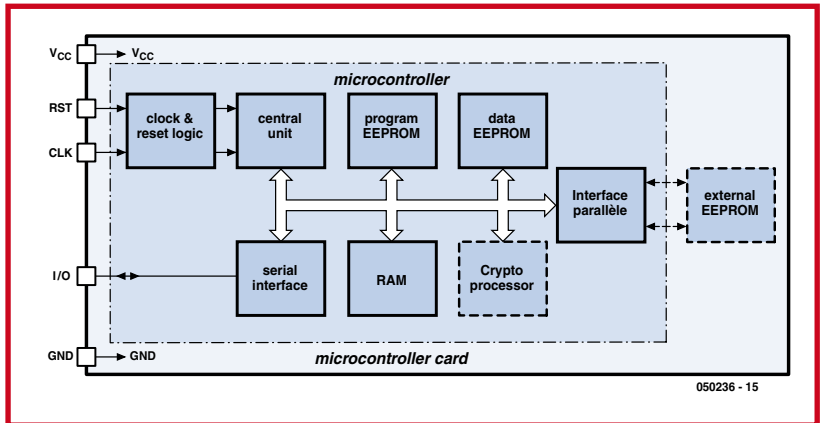 VCC
VCC
microcontroller
RST
CLK
clock &
reset logic
central
unit
program
EEPROM
data
EEPROM
Interface
parallèle
external
EEPROM
I/O
serial
interface
RAM
Crypto
processor
GND
GND
microcontroller card
050236 - 15